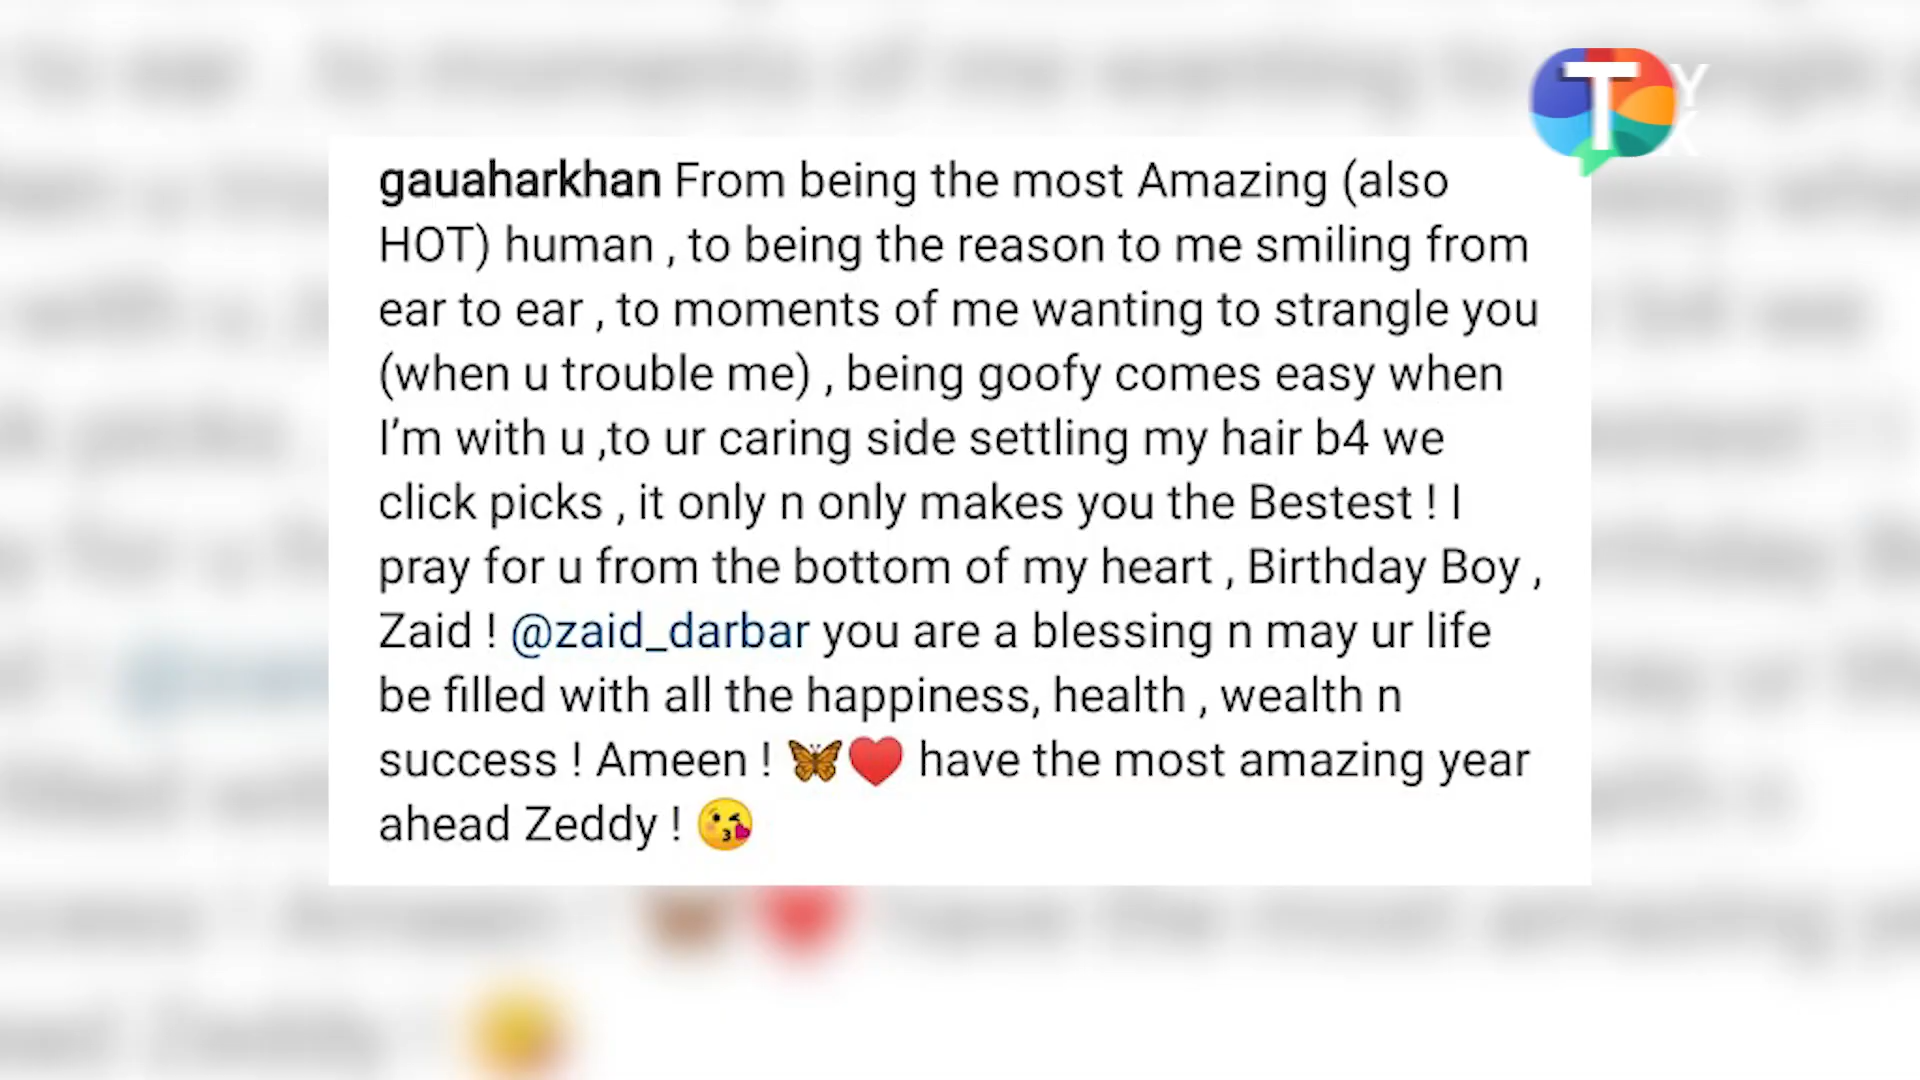 T Y
K
gauaharkhan From being the most Amazing (also
HOT) human , to being the reason to me smiling from
ear to ear , to moments of me wanting to strangle you
(when u trouble me) , being goofy comes easy when
I’m with u ,to ur caring side settling my hair b4 we
click picks , it only n only makes you the Bestest ! I
pray for u from the bottom of my heart , Birthday Boy ,
Zaid ! @zaid_darbar you are a blessing n may ur life
be filled with all the happiness, health , wealth n
success ! Ameen ! 🦋❤️ have the most amazing year
ahead Zeddy ! 😘